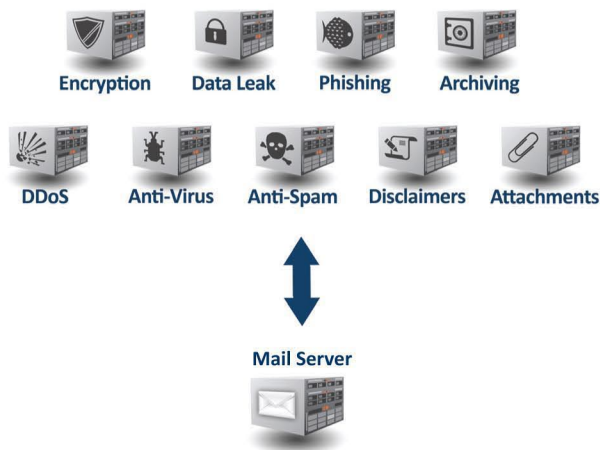 Encryption Data Leak Phishing Archiving
DDoS Anti-Virus Anti-Spam Disclaimers Attachments
Mail Server